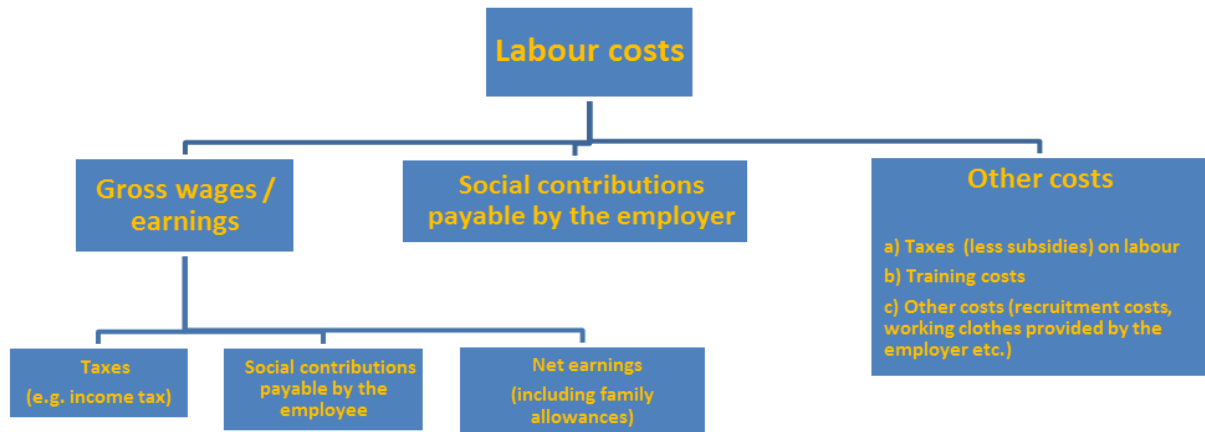 Labour costs
Gross wages /
earnings
Social contributions
payable by the employer
Other costs
a) Taxes (less subsidies) on labour
b) Training costs
c) Other costs (recruitment costs,
working clothes provided by the
employer etc.)
Taxes
(e.g. income tax)
Social contributions
payable by the
employee
Net earnings
(including family
allowances)